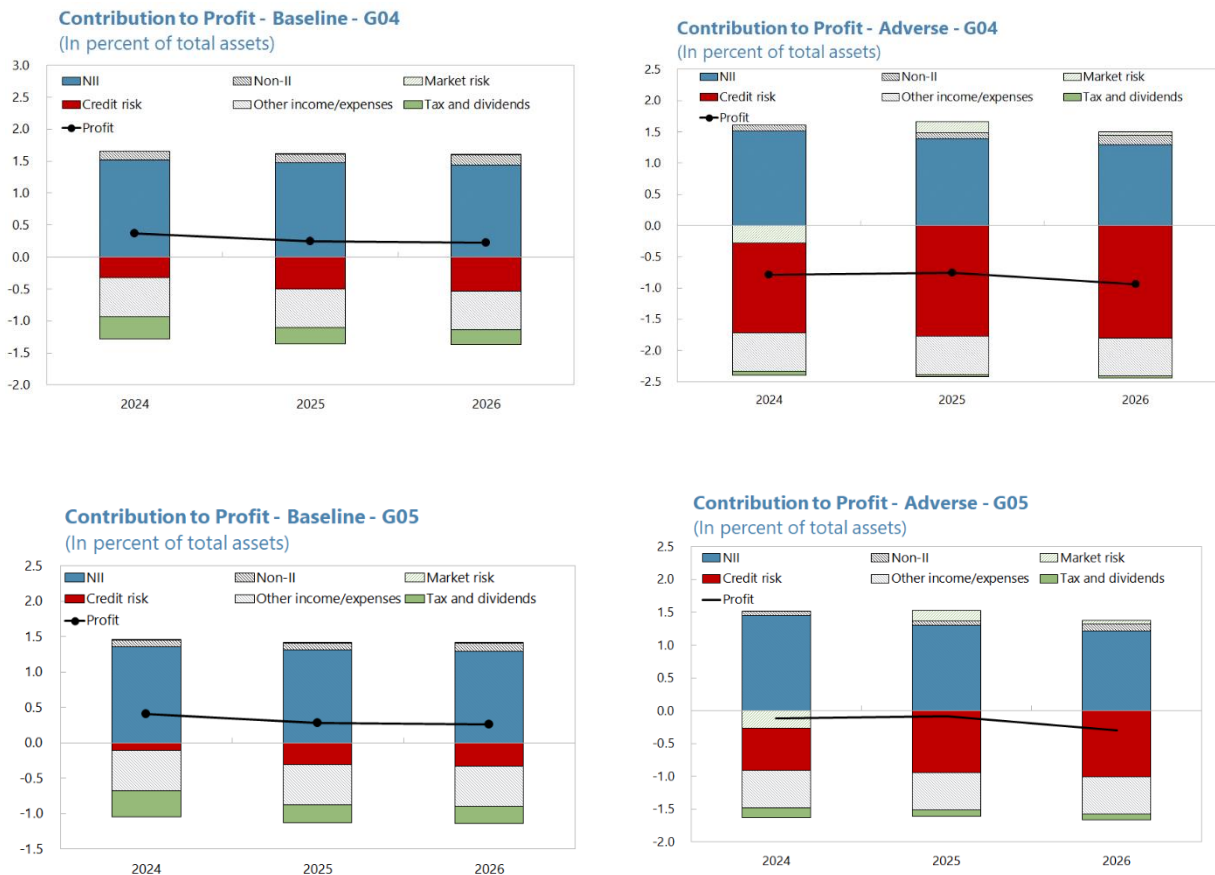 Contribution to Profit - Baseline - G04
(In percent of total assets)
3.0
NII Non-II Market risk
2.5
Credit risk Other income/expenses Tax and dividends
2.0
Profit
1.5
1.0
0.5
0.0
-0.5
-1.0
-1.5
-2.0
2024 2025 2026
Contribution to Profit - Adverse - G04
(In percent of total assets)
2.5
NII Non-II Market risk
Credit risk Other income/expenses Tax and dividends
2.0
Profit
1.5
1.0
0.5
0.0
-0.5
-1.0
-1.5
-2.0
-2.5
2024 2025 2026
Contribution to Profit - Baseline - G05
(In percent of total assets)
2.5
NII Non-II Market risk
Credit risk Other income/expenses Tax and dividends
2.0
Profit
1.5
1.0
0.5
0.0
-0.5
-1.0
-1.5
2024 2025 2026
Contribution to Profit - Adverse - G05
(In percent of total assets)
2.5
NII Non-II Market risk
Credit risk Other income/expenses Tax and dividends
2.0
Profit
1.5
1.0
0.5
0.0
-0.5
-1.0
-1.5
-2.0
2024 2025 2026